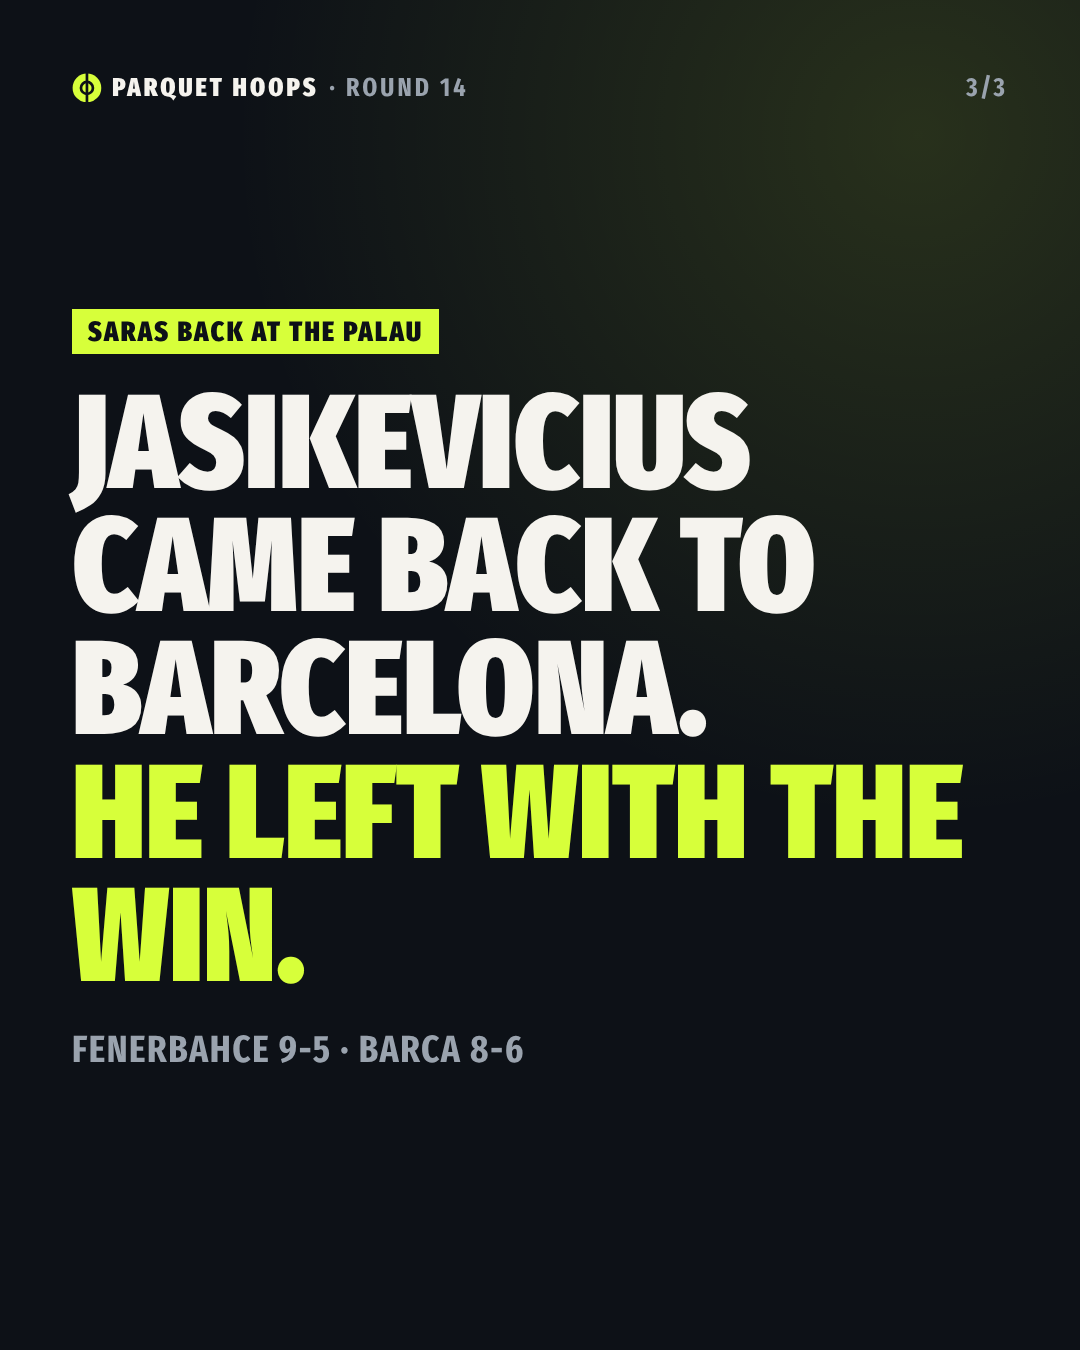 PARQUET HOOPS · ROUND 14
3/3
SARAS BACK AT THE PALAU
JASIKEVICIUS
CAME BACK TO
BARCELONA.
HE LEFT WITH THE
WIN.
FENERBAHCE 9-5 · BARCA 8-6